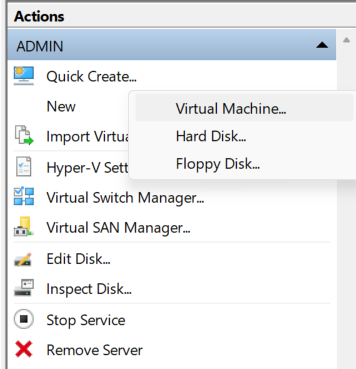 Actions
ADMIN
Quick Create...
New
Virtual Machine...
Import Virtua
Hard Disk...
Floppy Disk...
Hyper-V Sett
Virtual Switch Manager...
Virtual SAN Manager...
Edit Disk...
Inspect Disk...
Stop Service
Remove Server